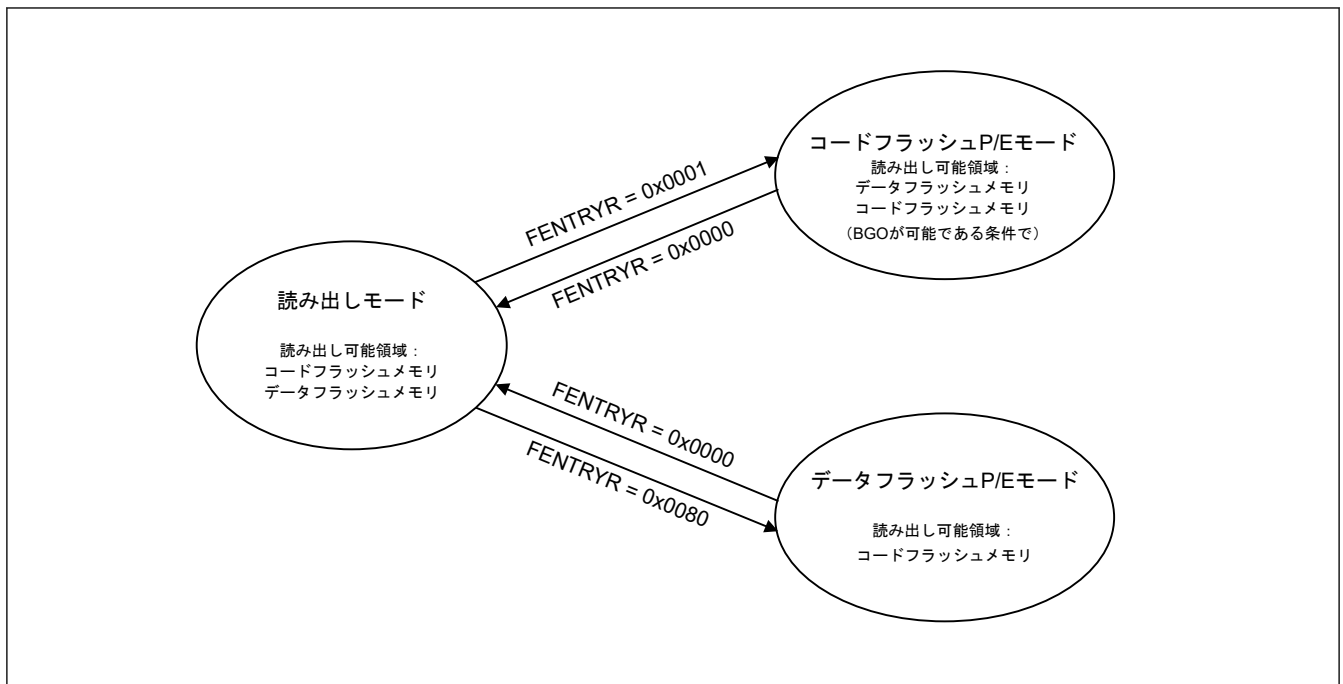 コードフラッシュP/Eモード
読み出し可能領域：
データフラッシュメモリ
コードフラッシュメモリ
（BGOが可能である条件で）
FENTRYR = 0x0001
FENTRYR = 0x0000
読み出しモード
読み出し可能領域：
コードフラッシュメモリ
データフラッシュメモリ
FENTRYR = 0x0000
FENTRYR = 0x0080
データフラッシュP/Eモード
読み出し可能領域：
コードフラッシュメモリ